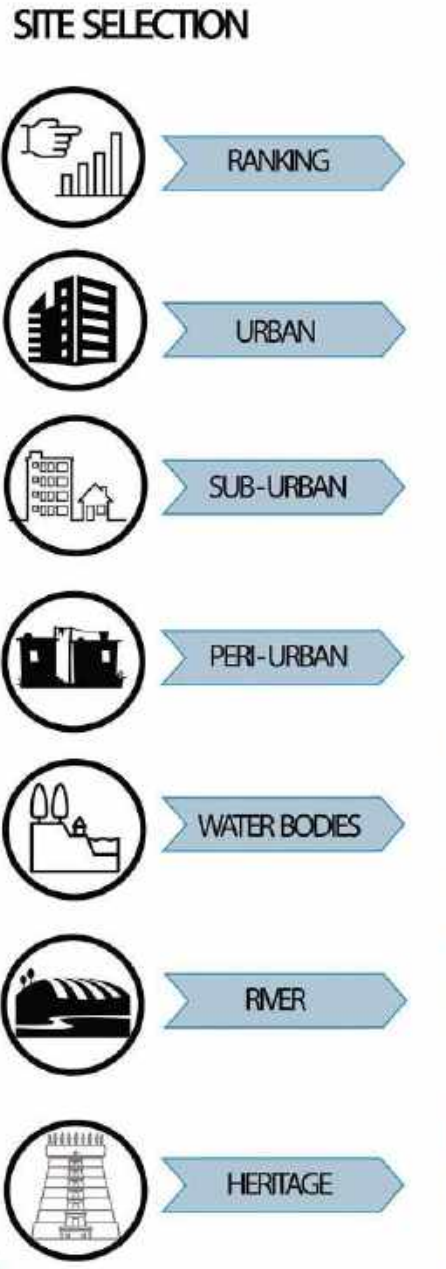 SITE SELECTION
RANKING
URBAN
SUB-URBAN
PERI-URBAN
WATER BODIES
RIVER
HERITAGE